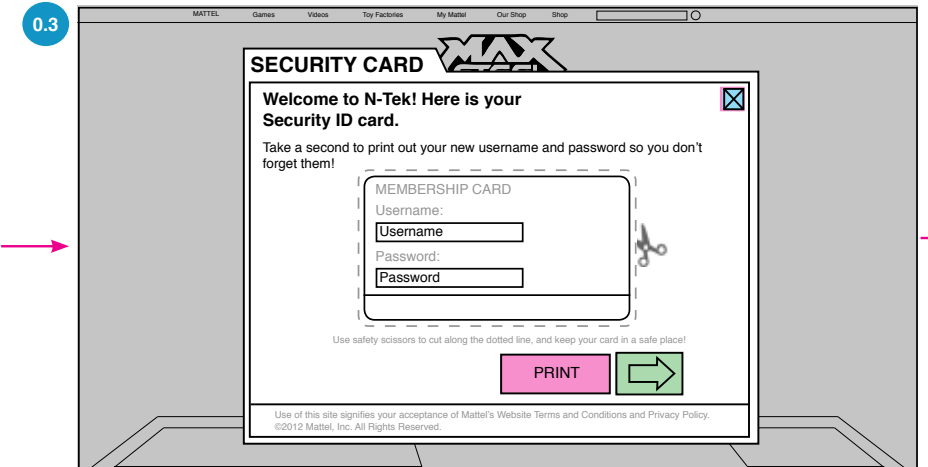 0.3
MATTEL Games Videos Toy Factories My Mattel Our Shop Shop
MAX
STEEL
SECURITY CARD
Welcome to N-Tek! Here is your
Security ID card.
Take a second to print out your new username and password so you don't
forget them!
MEMBERSHIP CARD
Username:
Username
Password:
Password
Use safety scissors to cut along the dotted line, and keep your card in a safe place!
PRINT
Use of this site signifies your acceptance of Mattel's Website Terms and Conditions and Privacy Policy.
©2012 Mattel, Inc. All Rights Reserved.